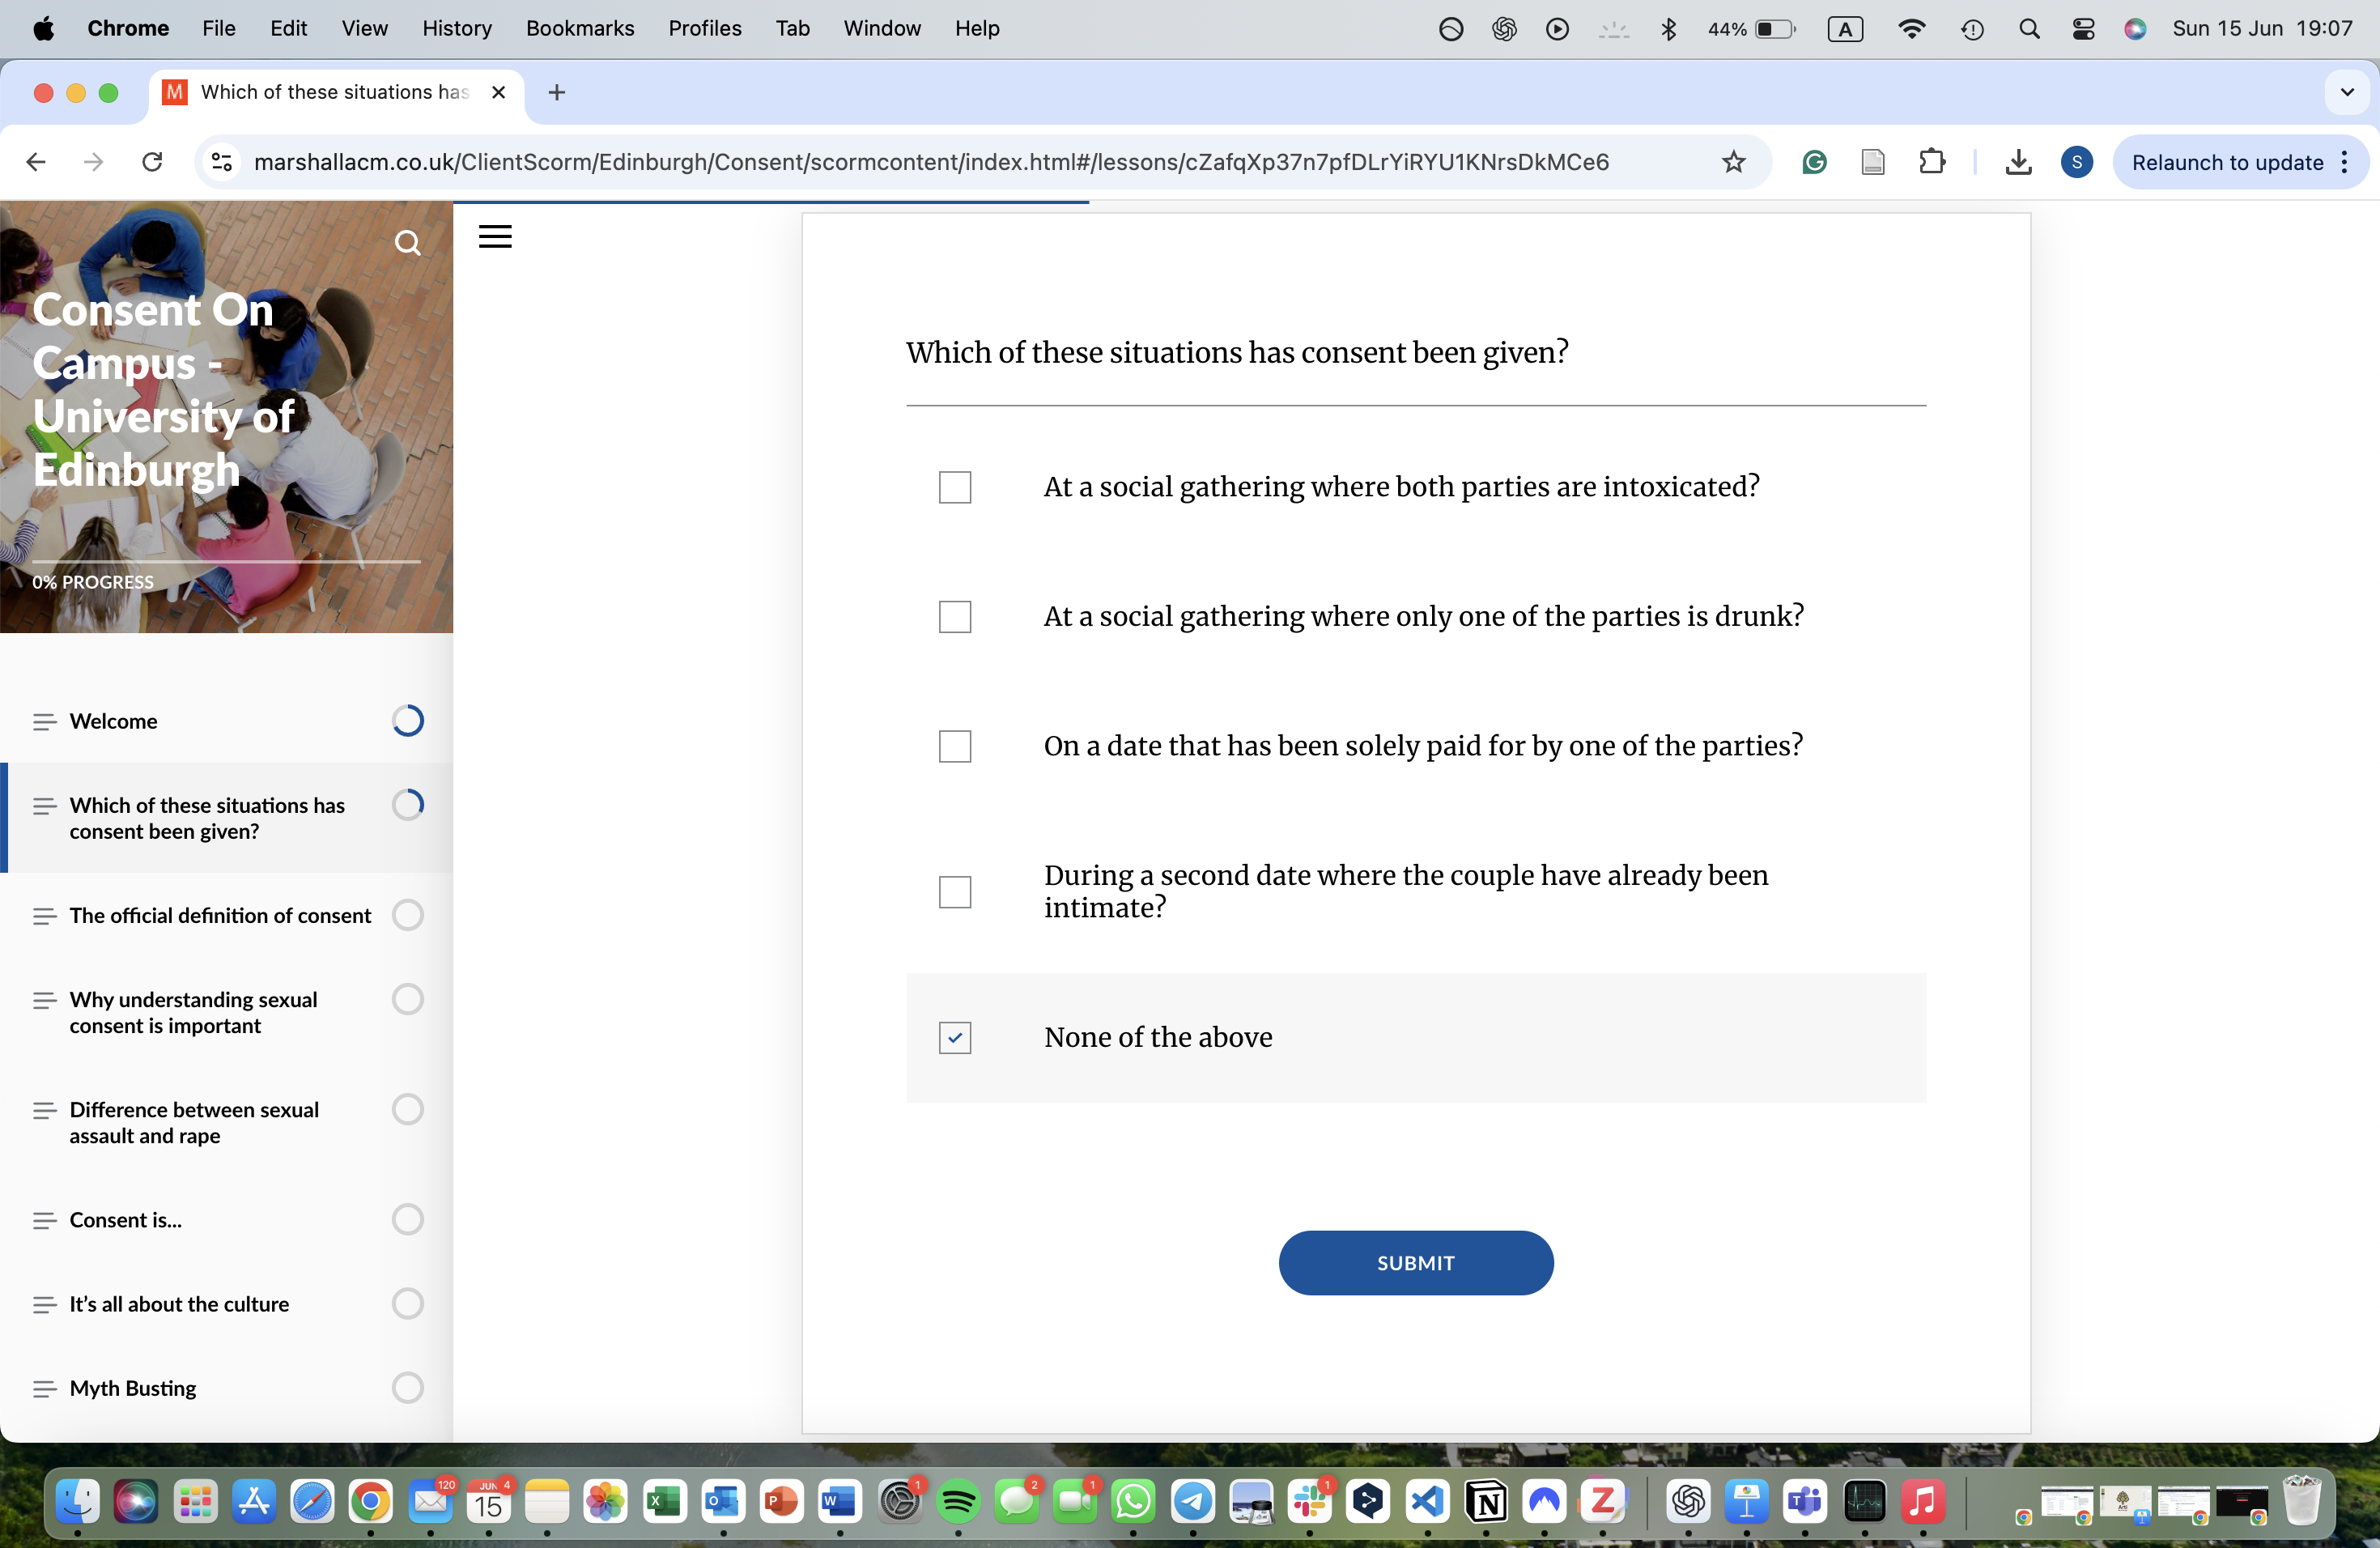 Chrome File Edit View History Bookmarks Profiles Tab Window Help 44% A Sun 15 Jun 19:07
M Which of these situations has
marshallacm.co.uk/ClientScorm/Edinburgh/Consent/scormcontent/index.html#/lessons/cZafqXp37n7pfDLrYiRYU1KNrsDkMCe6 S Relaunch to update
Consent On
Campus -
University of
Edinburgh
0% PROGRESS
Welcome
Which of these situations has
consent been given?
The official definition of consent
Why understanding sexual
consent is important
Difference between sexual
assault and rape
Consent is...
It’s all about the culture
Myth Busting
Which of these situations has consent been given?
At a social gathering where both parties are intoxicated?
At a social gathering where only one of the parties is drunk?
On a date that has been solely paid for by one of the parties?
During a second date where the couple have already been
intimate?
None of the above
SUBMIT
120 JUN 4 1 2 1 1
15 X O P W N Z T